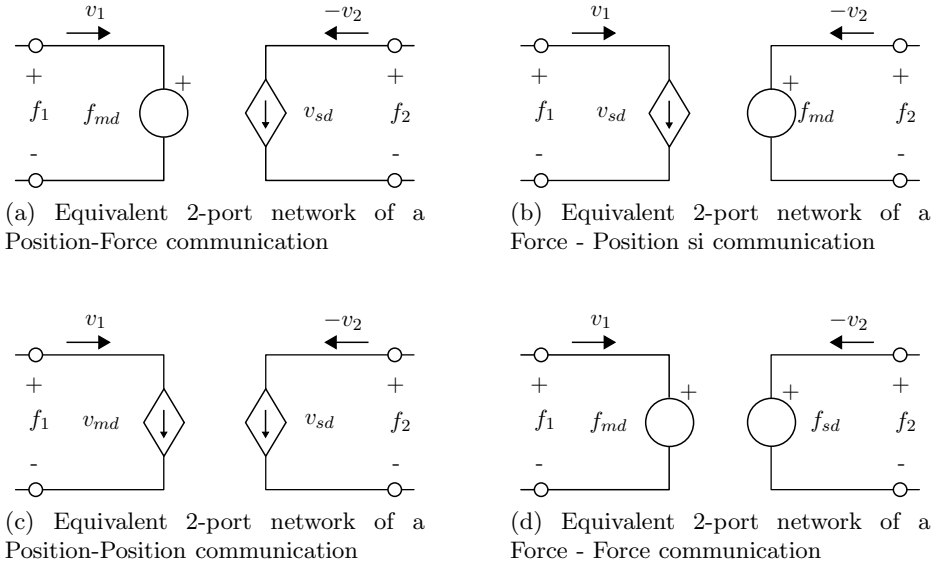 v1 −v2
+ + +
f1 fmd vsd f2
- -
(a) Equivalent 2-port network of a
Position-Force communication
v1 −v2
+ + +
f1 vsd fmd f2
- -
(b) Equivalent 2-port network of a
Force - Position si communication
v1 −v2
+ +
f1 vmd vsd f2
- -
(c) Equivalent 2-port network of a
Position-Position communication
v1 −v2
+ + + +
f1 fmd fsd f2
- -
(d) Equivalent 2-port network of a
Force - Force communication